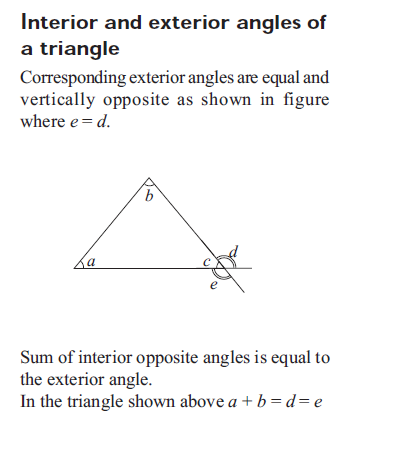 Interior and exterior angles of
a triangle
Corresponding exterior angles are equal and
vertically opposite as shown in figure
where e = d.
b
a
c
d
e
Sum of interior opposite angles is equal to
the exterior angle.
In the triangle shown above a + b = d = e